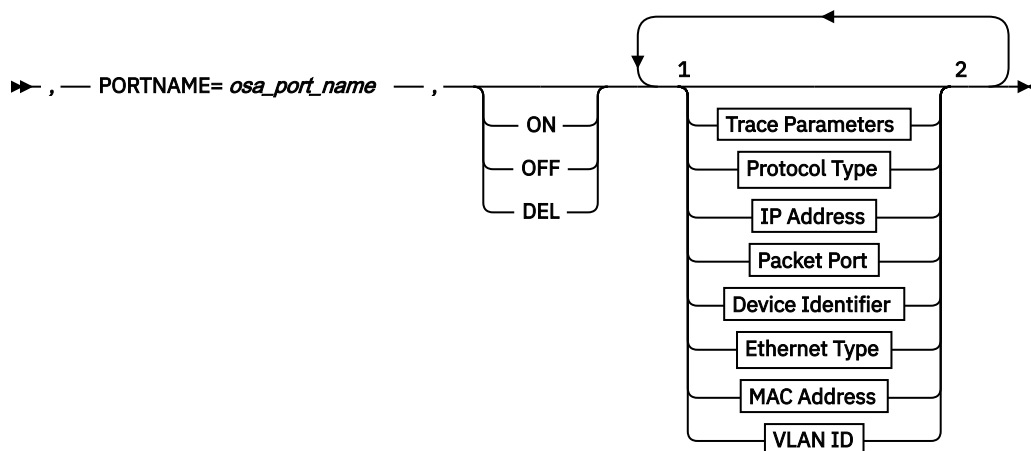 1 2
, PORTNAME= osa_port_name ,
ON
OFF
DEL
Trace Parameters
Protocol Type
IP Address
Packet Port
Device Identifier
Ethernet Type
MAC Address
VLAN ID